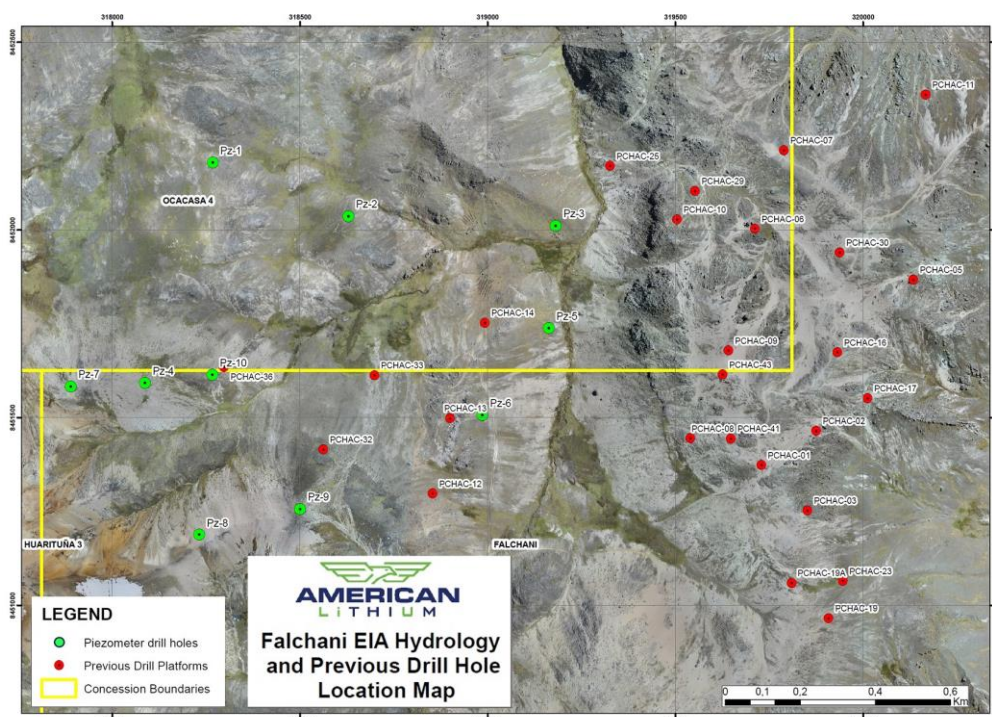 318000 318500 319000 319500 320000
8452500
8452000
8451500
8451000
PCHAC-11
PCHAC-07
Pz-1
PCHAC-26
OCACASA 4
PCHAC-29
Pz-2
Pz-3
PCHAC-10
PCHAC-06
PCHAC-30
PCHAC-05
PCHAC-14
Pz-5
PCHAC-09
PCHAC-16
Pz-10
PCHAC-33
PCHAC-43
Pz-7
Pz-4
PCHAC-36
PCHAC-17
PCHAC-13
Pz-6
PCHAC-02
PCHAC-08
PCHAC-41
PCHAC-32
PCHAC-01
PCHAC-12
Pz-9
PCHAC-03
Pz-8
HUARITUÑA 3
FALCHANI
PCHAC-19A
PCHAC-23
PCHAC-19
AMERICAN
LiTHIUM
Falchani EIA Hydrology
and Previous Drill Hole
Location Map
LEGEND
Piezometer drill holes
Previous Drill Platforms
Concession Boundaries
0 0,1 0,2 0,4 0,6
Km